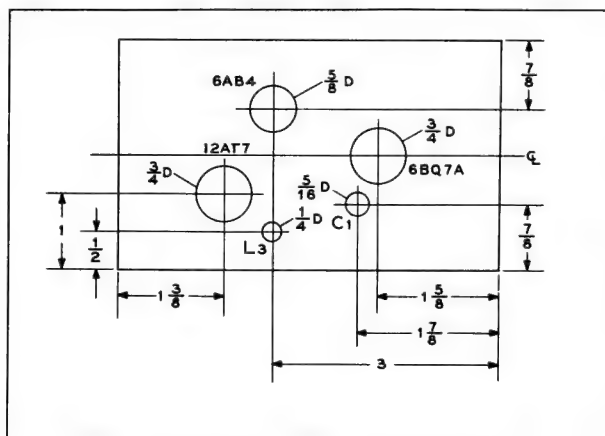 6AB4
5/8 D
7/8
12AT7
3/4 D
3/4 D
6BQ7A
C L
5/16 D
1/4 D
L3
C1
1
1/2
7/8
1 3/8
1 5/8
1 7/8
3